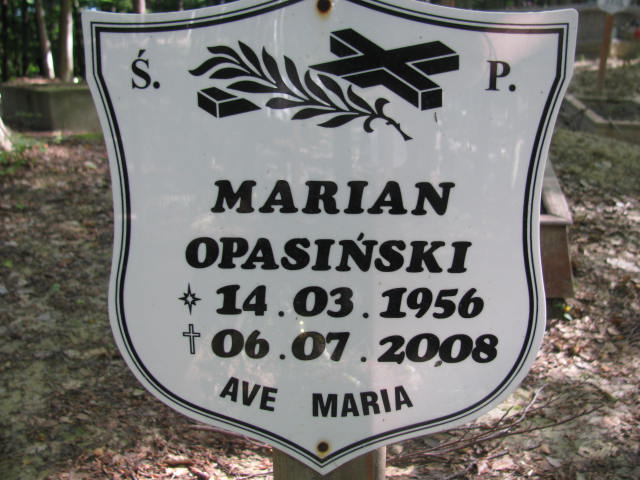 Ś. P.
MARIAN
OPASIŃSKI
14.03.1956
06.07.2008
AVE MARIA